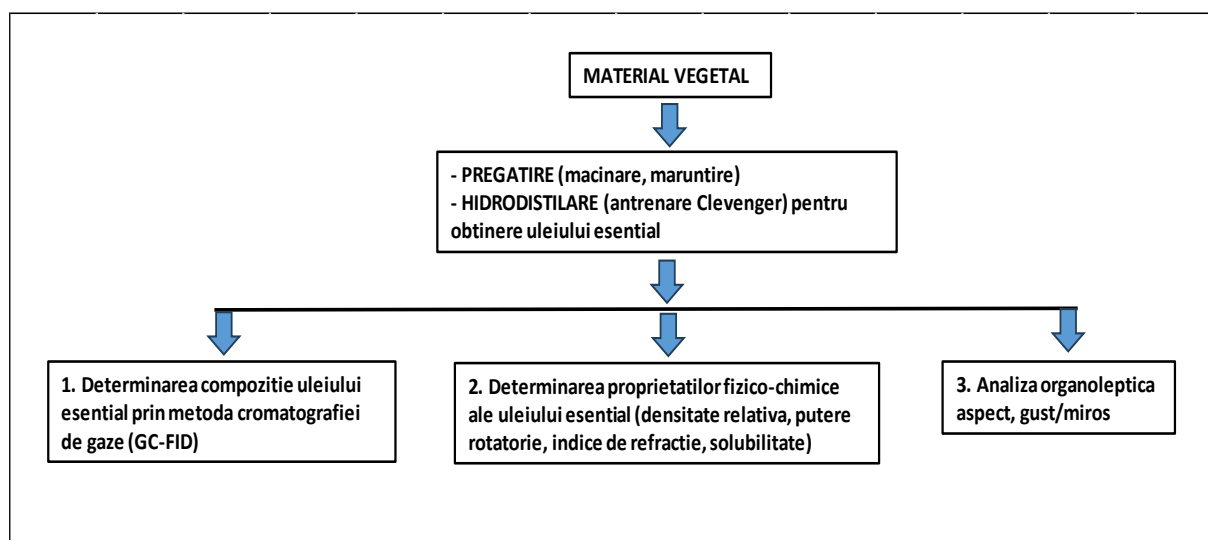 MATERIAL VEGETAL
- PREGATIRE (macinare, maruntire)
- HIDRODISTILARE (antrenare Clevenger) pentru
obtinere uleiului esential
1. Determinarea compozitie uleiului
esential prin metoda cromatografiei
de gaze (GC-FID)
2. Determinarea proprietatilor fizico-chimice
ale uleiului esential (densitate relativa, putere
rotatorie, indice de refractie, solubilitate)
3. Analiza organoleptica
aspect, gust/miros